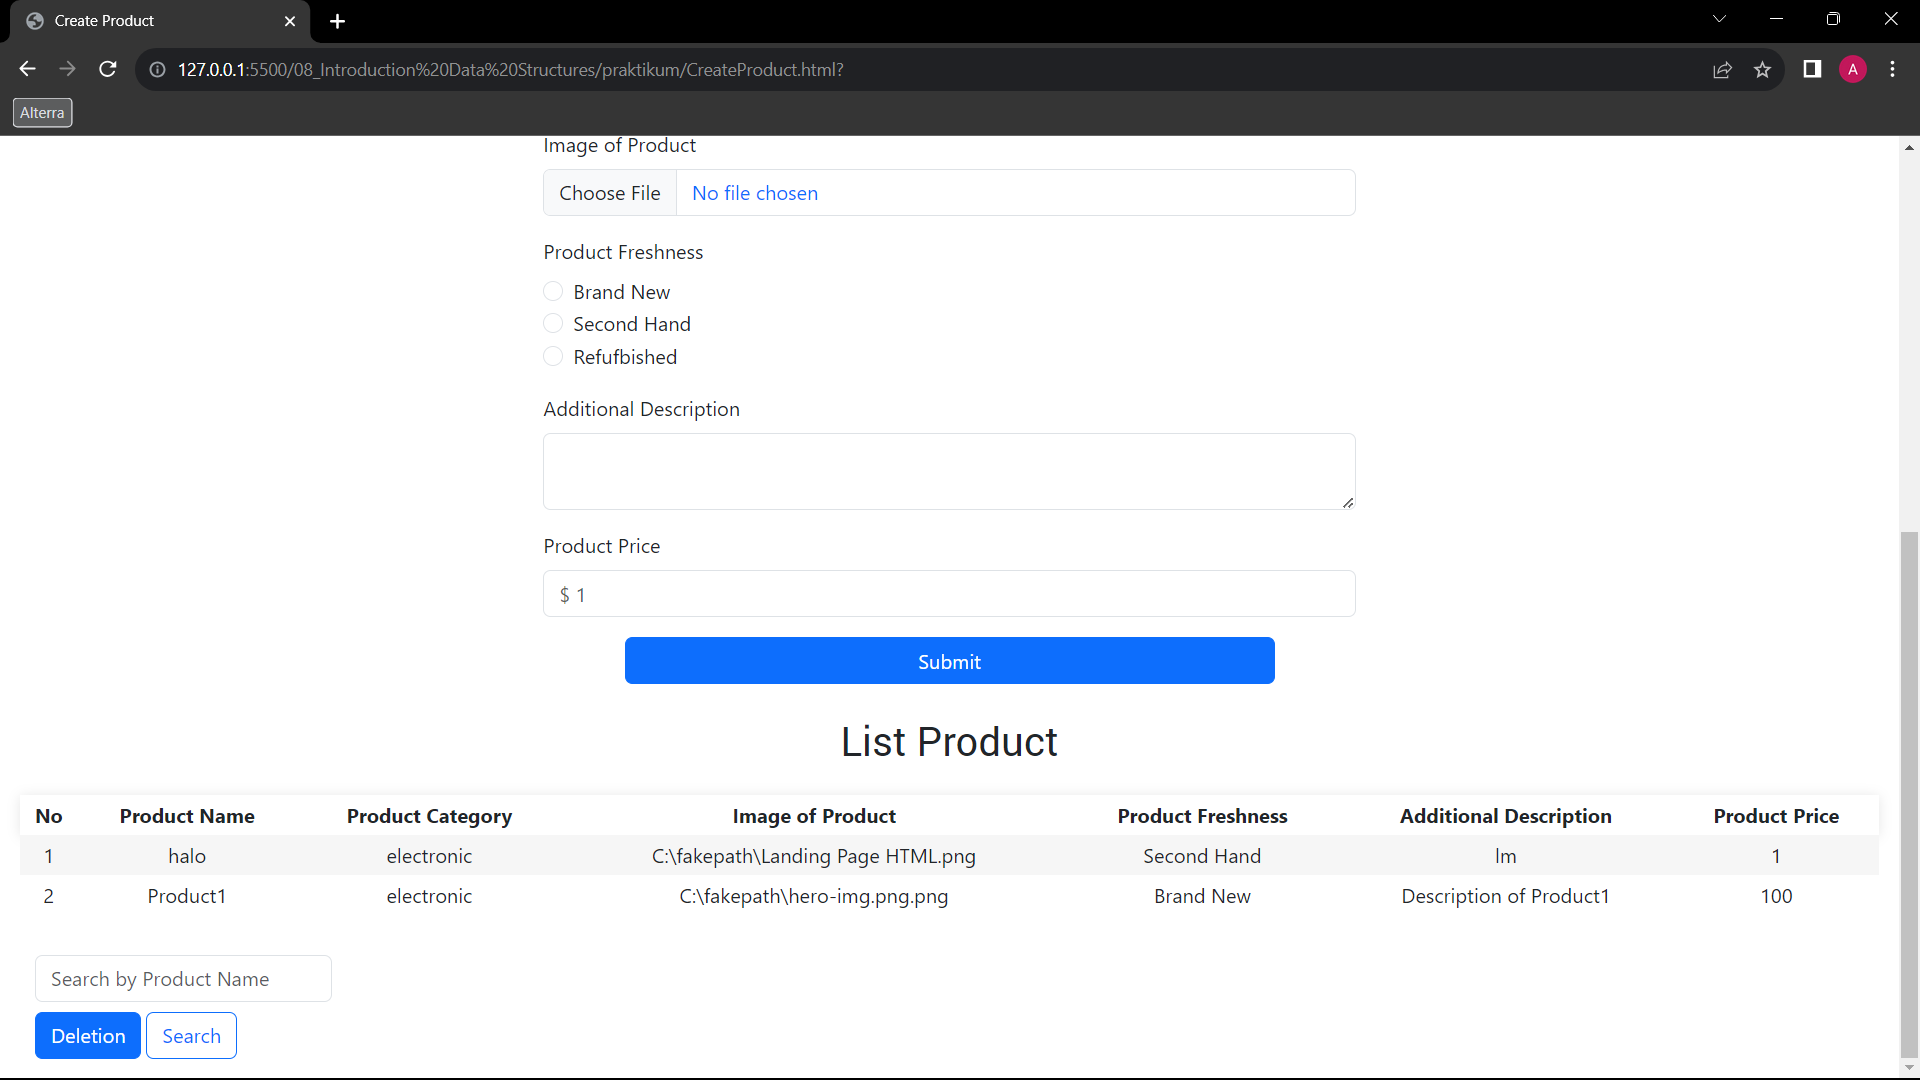 Create Product
127.0.0.1:5500/08_Introduction%20Data%20Structures/praktikum/CreateProduct.html?
A
Alterra
Image of Product
Choose File No file chosen
Product Freshness
Brand New
Second Hand
Refufbished
Additional Description
Product Price
$ 1
Submit
List Product
No Product Name Product Category Image of Product Product Freshness Additional Description Product Price
1 halo electronic C:\fakepath\Landing Page HTML.png Second Hand lm 1
2 Product1 electronic C:\fakepath\hero-img.png.png Brand New Description of Product1 100
Search by Product Name
Deletion Search